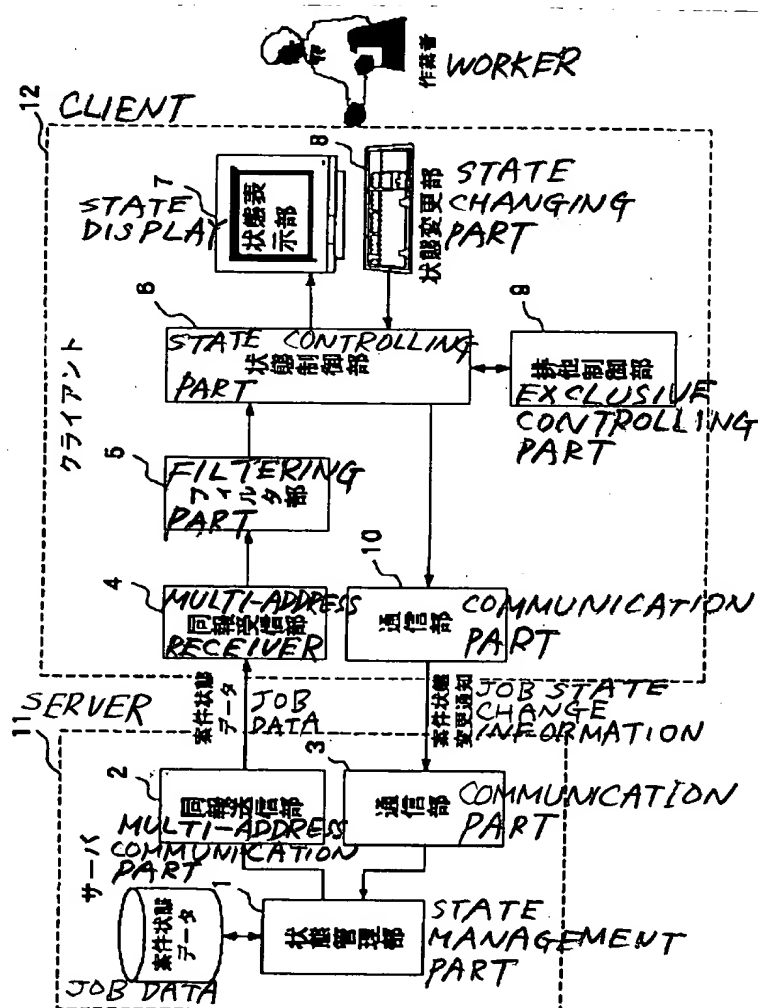 12
CLIENT
クライアント
7
STATE
DISPLAY
状態表
示部
8
状態変更部
STATE
CHANGING
PART
作業者
WORKER
6
STATE CONTROLLING
状態制御部
PART
9
排他制御部
EXCLUSIVE
CONTROLLING
PART
5
FILTERING
フィルタ部
PART
4
MULTI-ADDRESS
同報受信部
RECEIVER
10
通信部
COMMUNICATION
PART
案件状態
データ
JOB
DATA
案件状態
変更通知
JOB STATE
CHANGE
INFORMATION
11
SERVER
サーバ
2
同報送信部
MULTI-ADDRESS
COMMUNICATION
PART
3
通信部
COMMUNICATION
PART
案件状態
データ
JOB DATA
1
状態管理部
STATE
MANAGEMENT
PART